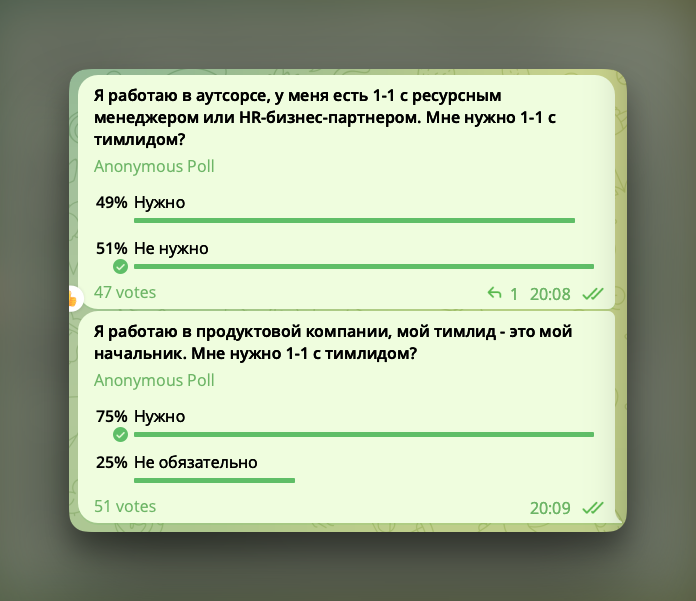 Я работаю в аутсорсе, у меня есть 1-1 с ресурсным
менеджером или HR-бизнес-партнером. Мне нужно 1-1 с
тимлидом?
Anonymous Poll
49% Нужно
51% Не нужно
47 votes 1 20:08
Я работаю в продуктовой компании, мой тимлид - это мой
начальник. Мне нужно 1-1 с тимлидом?
Anonymous Poll
75% Нужно
25% Не обязательно
51 votes 20:09